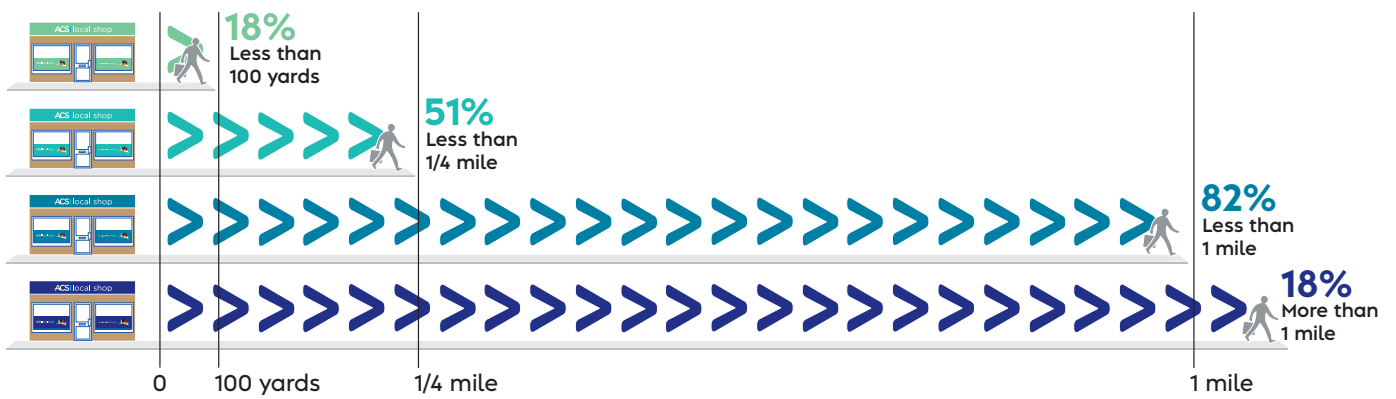 ACS local shop
18%
Less than
100 yards
ACS local shop
51%
Less than
1/4 mile
ACS local shop
82%
Less than
1 mile
ACS local shop
18%
More than
1 mile
0
100 yards
1/4 mile
1 mile